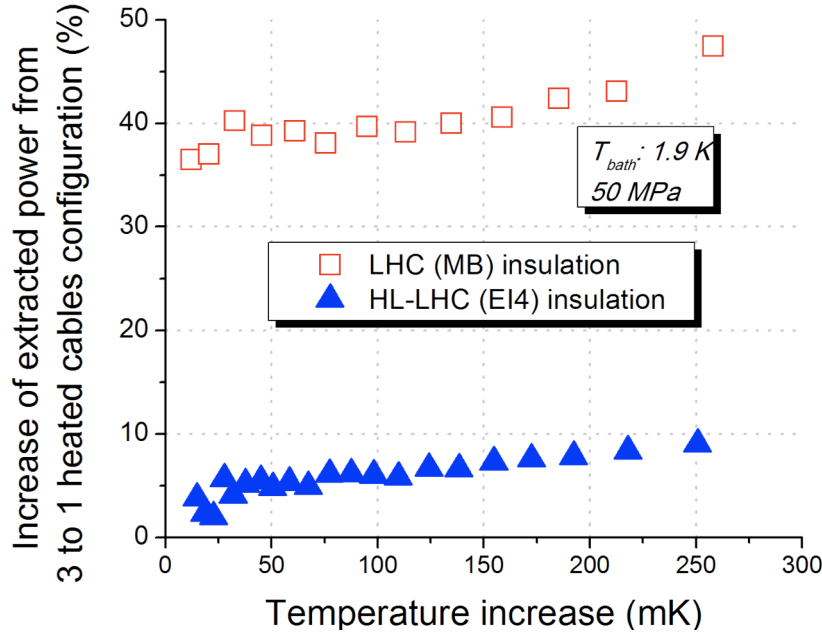 Increase of extracted power from
3 to 1 heated cables configuration (%)
50
40
30
20
10
0
T_bath: 1.9 K
50 MPa
LHC (MB) insulation
HL-LHC (EI4) insulation
0 50 100 150 200 250 300
Temperature increase (mK)